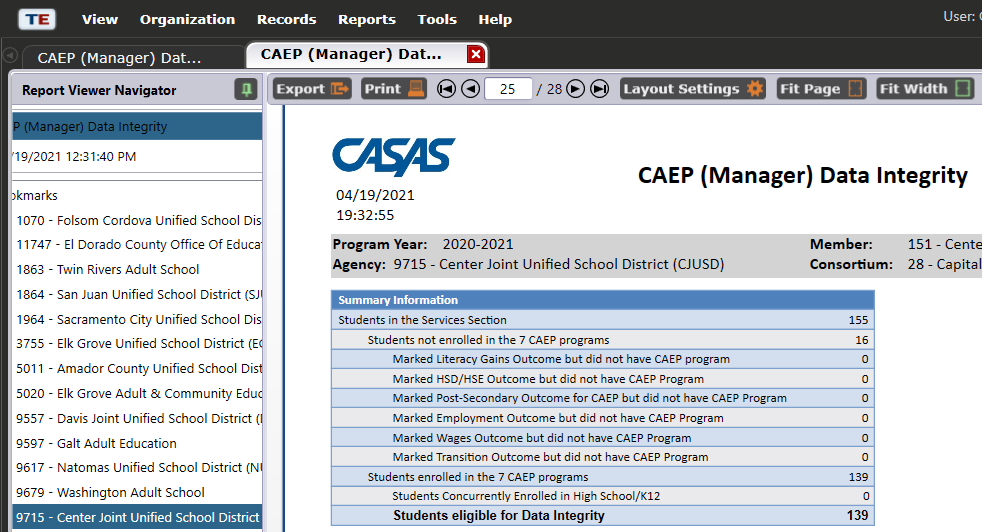 TE View Organization Records Reports Tools Help User:
CAEP (Manager) Dat... CAEP (Manager) Dat...
Report Viewer Navigator
Export Print 25 / 28 Layout Settings Fit Page Fit Width
P (Manager) Data Integrity
/19/2021 12:31:40 PM
okmarks
1070 - Folsom Cordova Unified School Dis
11747 - El Dorado County Office Of Educa
1863 - Twin Rivers Adult School
1864 - San Juan Unified School District (SJU
1964 - Sacramento City Unified School Dis
3755 - Elk Grove Unified School District (EG
5011 - Amador County Unified School Dist
5020 - Elk Grove Adult & Community Educ
9557 - Davis Joint Unified School District (
9597 - Galt Adult Education
9617 - Natomas Unified School District (NU
9679 - Washington Adult School
9715 - Center Joint Unified School District
CASAS
04/19/2021
19:32:55
CAEP (Manager) Data Integrity
Program Year: 2020-2021 Member: 151 - Cente
Agency: 9715 - Center Joint Unified School District (CJUSD) Consortium: 28 - Capital
Summary Information
Students in the Services Section 155
Students not enrolled in the 7 CAEP programs 16
Marked Literacy Gains Outcome but did not have CAEP program 0
Marked HSD/HSE Outcome but did not have CAEP Program 0
Marked Post-Secondary Outcome for CAEP but did not have CAEP Program 0
Marked Employment Outcome but did not have CAEP Program 0
Marked Wages Outcome but did not have CAEP Program 0
Marked Transition Outcome but did not have CAEP Program 0
Students enrolled in the 7 CAEP programs 139
Students Concurrently Enrolled in High School/K12 0
Students eligible for Data Integrity 139